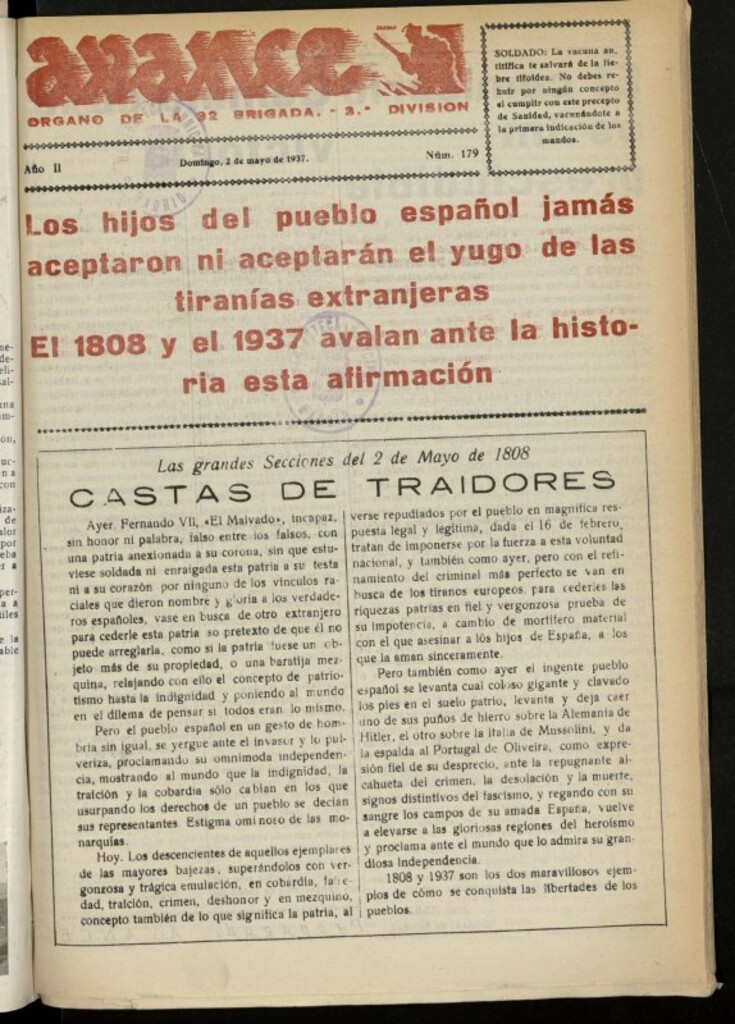 avance
ORGANO DE LA 32 BRIGADA. - 3.ª DIVISION
SOLDADO: La vacuna an-
titífica te salvará de la fie-
bre tifoidea. No debes re-
huir por ningún concepto
el cumplir con este precepto
de Sanidad, vacunándote a
la primera indicación de los
mandos.
Año II
Domingo, 2 de mayo de 1937.
Núm. 179
Los hijos del pueblo español jamás
aceptaron ni aceptarán el yugo de las
tiranías extranjeras
El 1808 y el 1937 avalan ante la histo-
ria esta afirmación
Las grandes Secciones del 2 de Mayo de 1808
CASTAS DE TRAIDORES
Ayer. Fernando VII, «El Malvado», incapaz,
sin honor ni palabra, falso entre los falsos, con
una patria anexionada a su corona, sin que estu-
viese soldada ni enraigada esta patria a su testa
ni a su corazón por ninguno de los vínculos ra-
ciales que dieron nombre y gloria a los verdade-
ros españoles, vase en busca de otro extranjero
para cederle esta patria so pretexto de que él no
puede arreglarla, como si la patria fuese un ob-
jeto más de su propiedad, o una baratija mez-
quina, relajando con ello el concepto de patrio-
tismo hasta la indignidad y poniendo al mundo
en el dilema de pensar si todos eran lo mismo.
Pero el pueblo español en un gesto de hom-
bría sin igual, se yergue ante el invasor y lo pul-
veriza, proclamando su omnímoda independen-
cia, mostrando al mundo que la indignidad, la
traición y la cobardía sólo cabían en los que
usurpando los derechos de un pueblo se decían
sus representantes. Estigma ominoso de las mo-
narquías.
Hoy. Los descencientes de aquellos ejemplares
de las mayores bajezas, superándolos con ver-
gonzosa y trágica emulación, en cobardía, false-
dad, traición, crimen, deshonor y en mezquino,
concepto también de lo que significa la patria, al
verse repudiados por el pueblo en magnífica res-
puesta legal y legítima, dada el 16 de febrero,
tratan de imponerse por la fuerza a esta voluntad
nacional, y también como ayer, pero con el refi-
namiento del criminal más perfecto se van en
busca de los tiranos europeos, para cederles las
riquezas patrias en fiel y vergonzosa prueba de
su impotencia, a cambio de mortífero material
con el que asesinar a los hijos de España, a los
que la aman sinceramente.
Pero también como ayer el ingente pueblo
español se levanta cual coloso gigante y clavado
los pies en el suelo patrio, levanta y deja caer
uno de sus puños de hierro sobre la Alemania de
Hitler, el otro sobre la Italia de Mussolini, y da
la espalda al Portugal de Oliveira, como expre-
sión fiel de su desprecio, ante la repugnante al-
cahueta del crimen, la desolación y la muerte,
signos distintivos del fascismo, y regando con su
sangre los campos de su amada España, vuelve
a elevarse a las gloriosas regiones del heroísmo
y proclama ante el mundo que lo admira su gran-
diosa Independencia.
1808 y 1937 son los dos maravillosos ejem-
plos de cómo se conquista las libertades de los
pueblos.